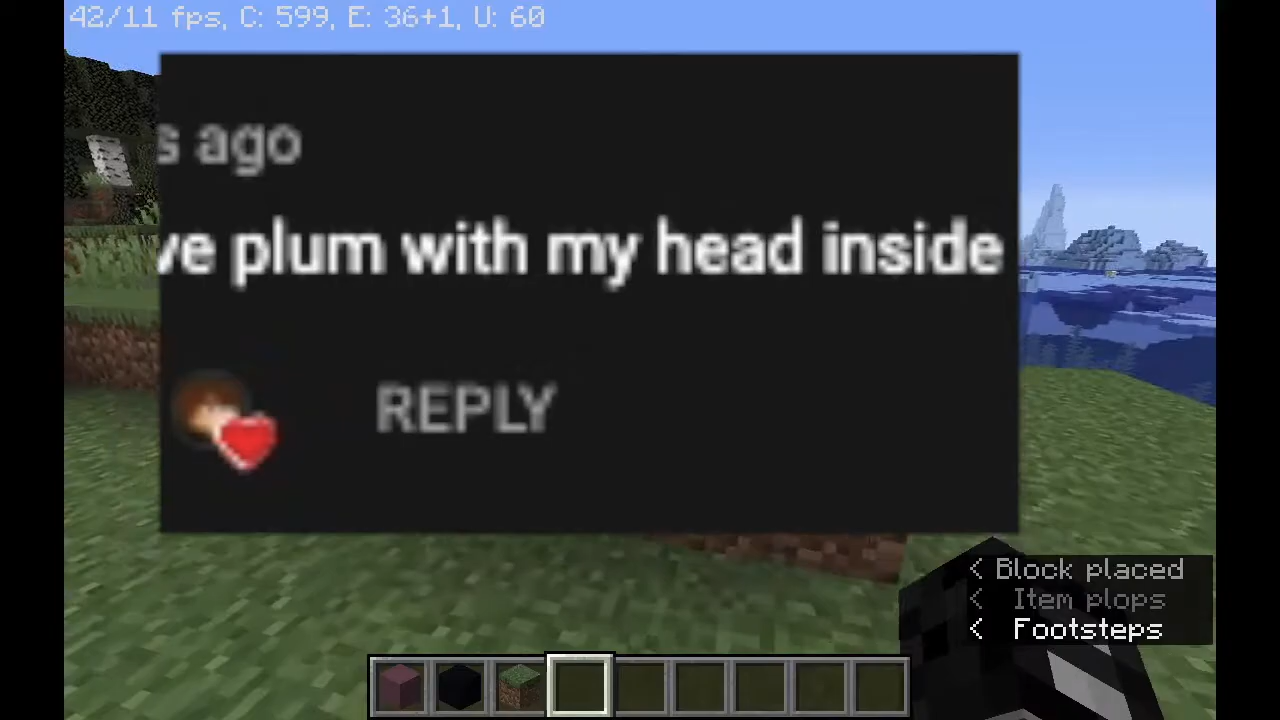 42/11 fps, C: 599, E: 36+1, U: 60
s ago
ve plum with my head inside
REPLY
< Block placed
< Item plops
< Footsteps